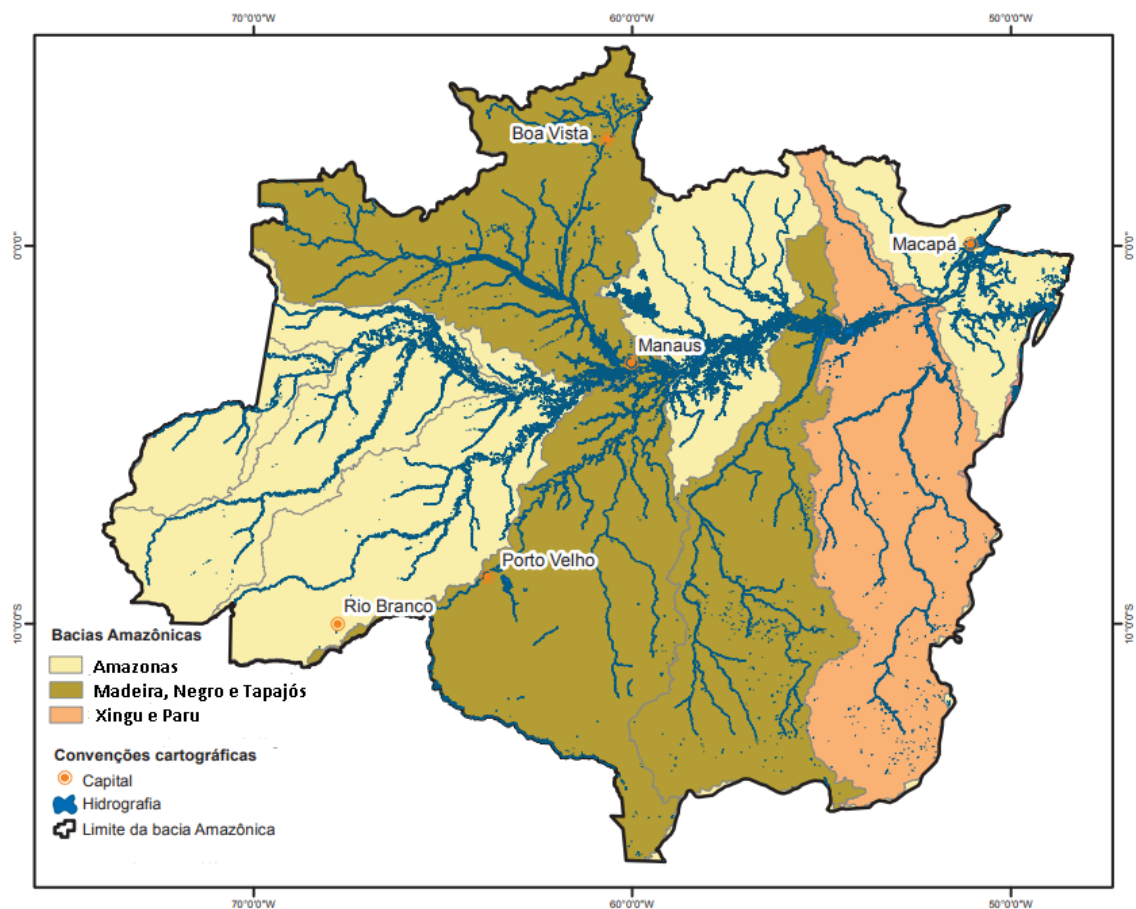 70°0'0"W
60°0'0"W
50°0'0"W
Boa Vista
0°0'0"
Macapá
0°0'0"
Manaus
Porto Velho
Rio Branco
10°0'0"S
10°0'0"S
Bacias Amazônicas
Amazonas
Madeira, Negro e Tapajós
Xingu e Paru
Convenções cartográficas
Capital
Hidrografia
Limite da bacia Amazônica
70°0'0"W
60°0'0"W
50°0'0"W